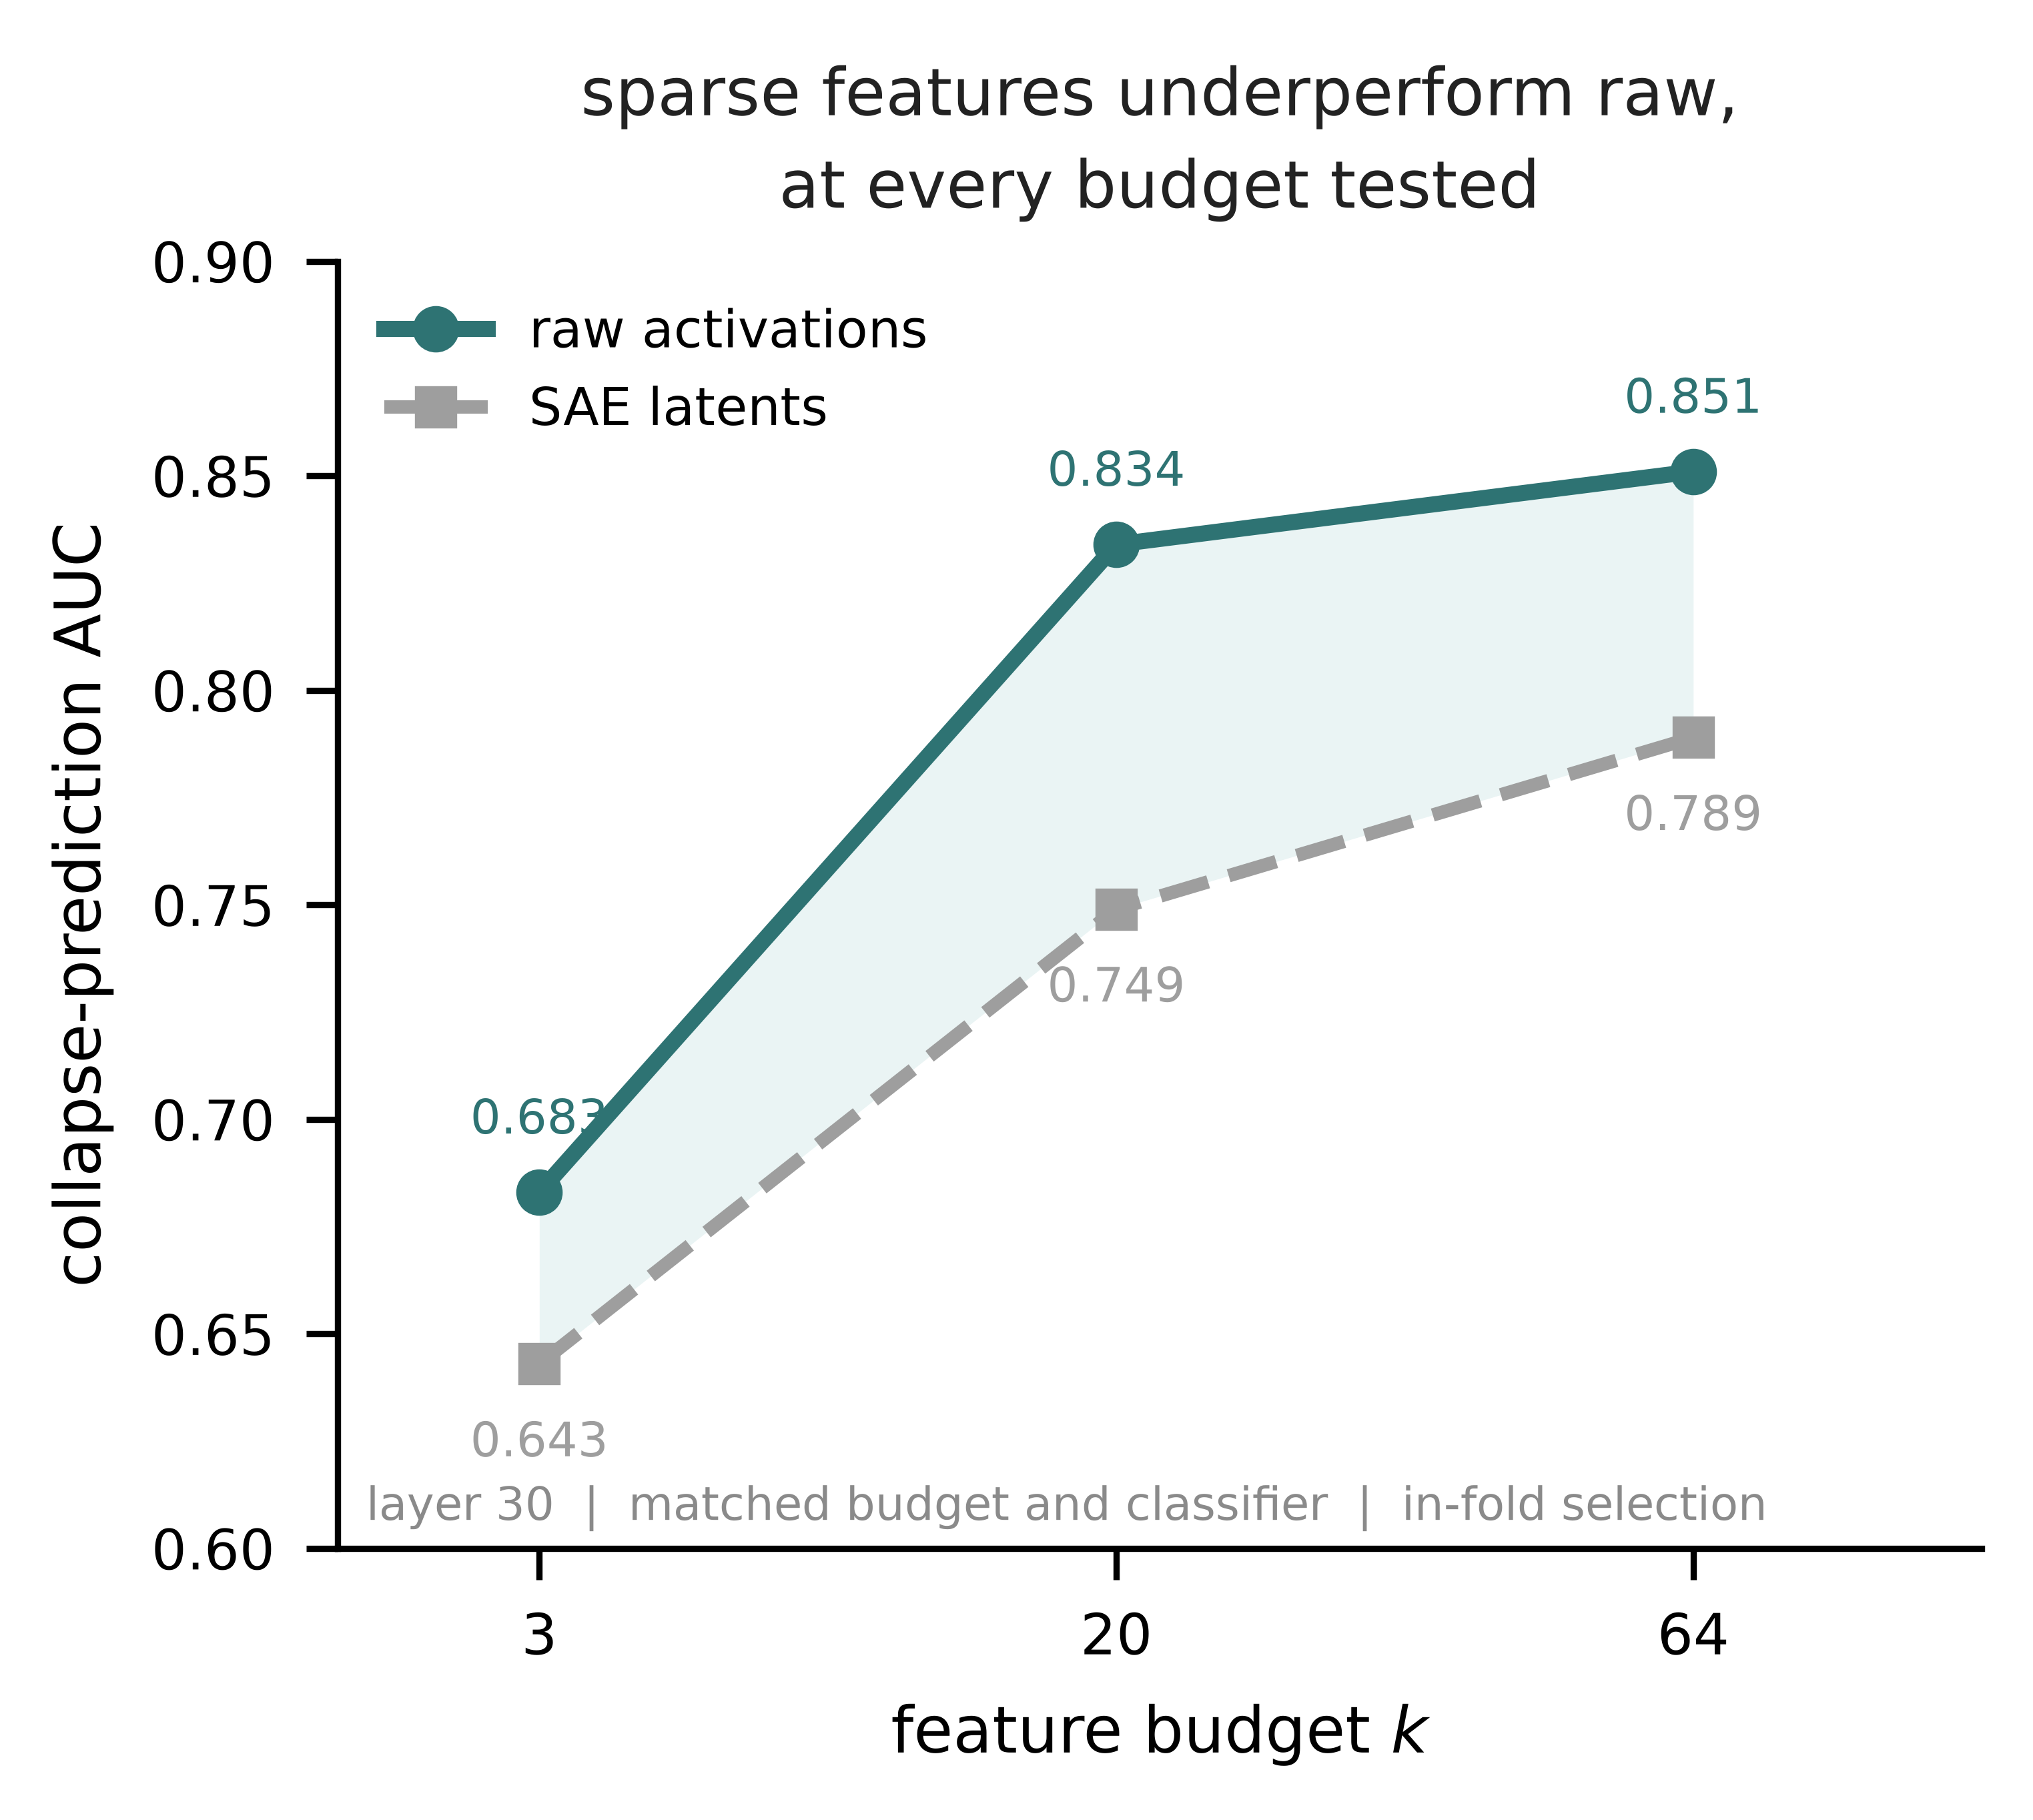 sparse features underperform raw,
at every budget tested
0.90
raw activations
SAE latents
0.851
0.834
0.85
0.80
0.789
0.75
0.749
0.70
0.683
0.65
0.643
layer 30 | matched budget and classifier | in-fold selection
0.60
3 20 64
feature budget k
collapse-prediction AUC